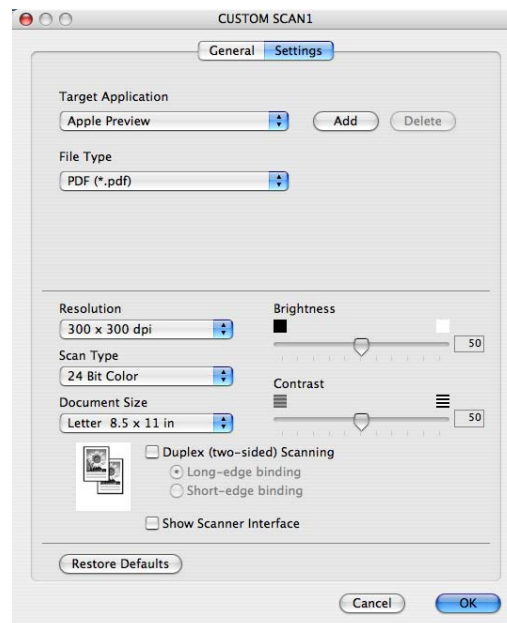 CUSTOM SCAN1
General Settings
Target Application
Apple Preview Add Delete
File Type
PDF (*.pdf)
Resolution Brightness
300 x 300 dpi 50
Scan Type
24 Bit Color Contrast
Document Size
Letter 8.5 x 11 in 50
Duplex (two-sided) Scanning
Long-edge binding
Short-edge binding
Show Scanner Interface
Restore Defaults
Cancel OK